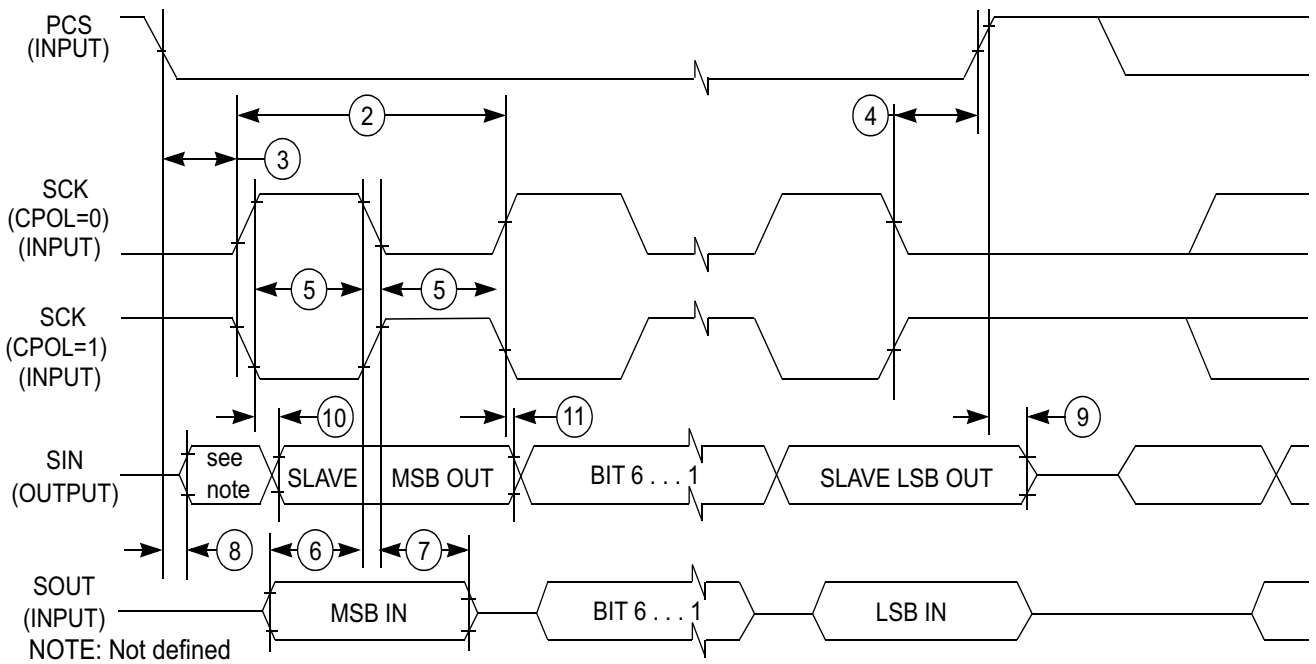 PCS
(INPUT)
2
4
3
SCK
(CPOL=0)
(INPUT)
5
5
SCK
(CPOL=1)
(INPUT)
10
11
9
SIN
(OUTPUT)
see
note
SLAVE
MSB OUT
BIT 6 . . . 1
SLAVE LSB OUT
8
6
7
SOUT
(INPUT)
MSB IN
BIT 6 . . . 1
LSB IN
NOTE: Not defined